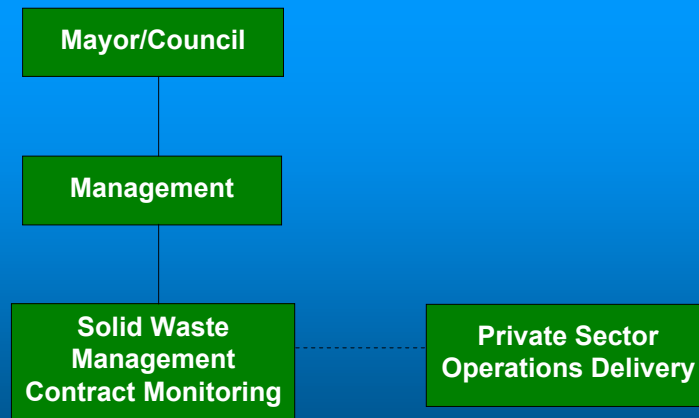 Mayor/Council
Management
Solid Waste
Management
Contract Monitoring
Private Sector
Operations Delivery